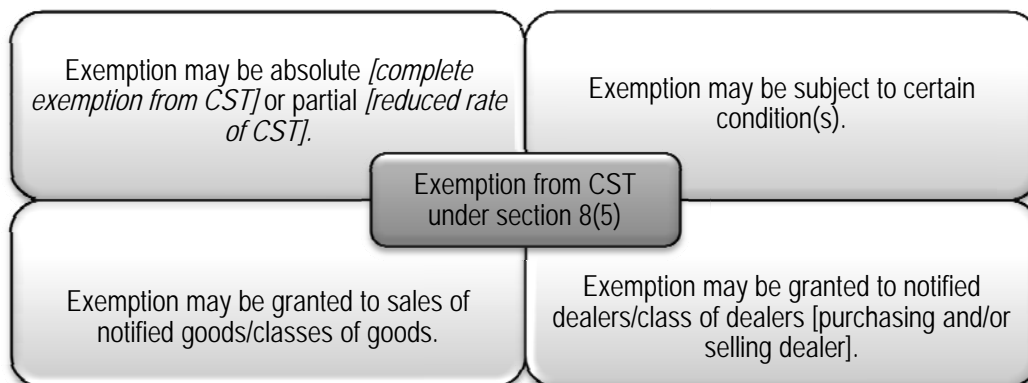 Exemption may be absolute [complete
exemption from CST] or partial [reduced rate
of CST].
Exemption may be subject to certain
condition(s).
Exemption from CST
under section 8(5)
Exemption may be granted to sales of
notified goods/classes of goods.
Exemption may be granted to notified
dealers/class of dealers [purchasing and/or
selling dealer].